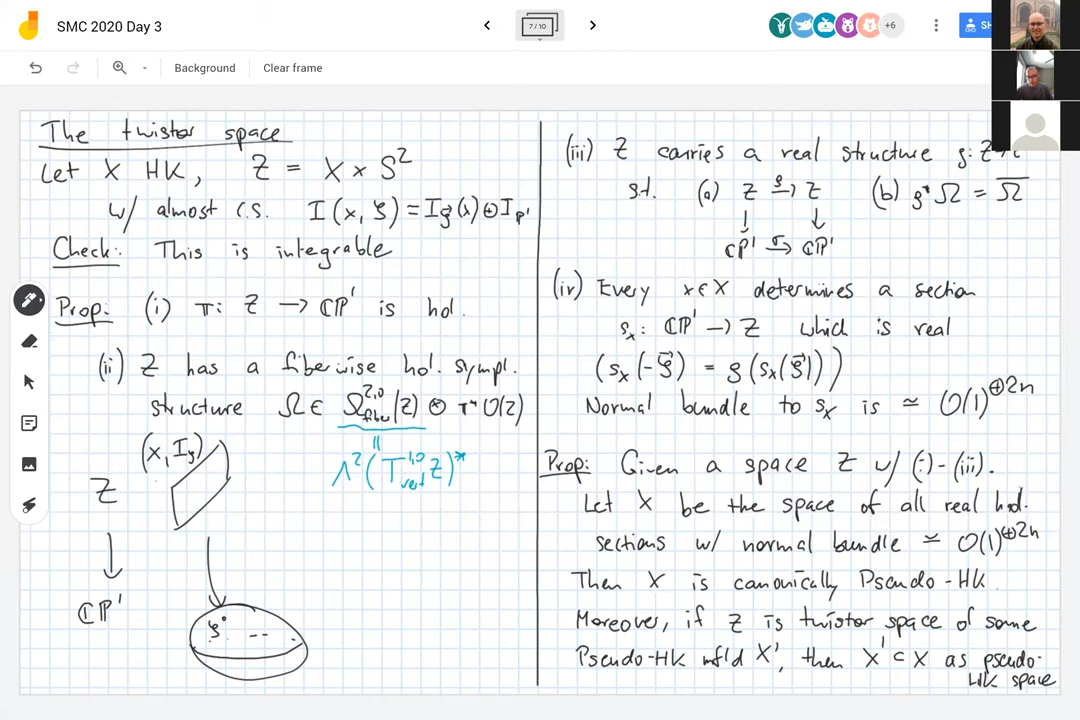 SMC 2020 Day 3
7 / 10
+6
Background
Clear frame
The twistor space
Let X HK, Z = X × S²
w/ almost c.s. I(x, ζ) = I_ζ(x) ⊕ I_P¹
Check: This is integrable
Prop: (i) π: Z → ℂP¹ is hol.
(ii) Z has a fiberwise hol. sympl.
structure Ω ∈ Ω^{2,0}_{fiber}(Z) ⊗ π* O(2)
‖
Λ² (T^{1,0}_{vert} Z)*
(X, I_ζ)
Z
ℂP¹
ζ
(iii) Z carries a real structure ρ: Z →
s.t. (a) Z →^ρ Z (b) ρ* Ω = Ω̄
ℂP¹ →^σ ℂP¹
(iv) Every x ∈ X determines a section
s_x: ℂP¹ → Z which is real
(s_x(-ζ⃗) = ρ(s_x(ζ⃗)))
Normal bundle to s_x is ≃ O(1)^{⊕2n}
Prop: Given a space Z w/ (i) - (iii).
Let X be the space of all real hol.
sections w/ normal bundle ≃ O(1)^{⊕2n}
Then X is canonically Pseudo-HK.
Moreover, if Z is twistor space of some
Pseudo-HK mf'd X', then X' ⊂ X as pseudo-
HK space